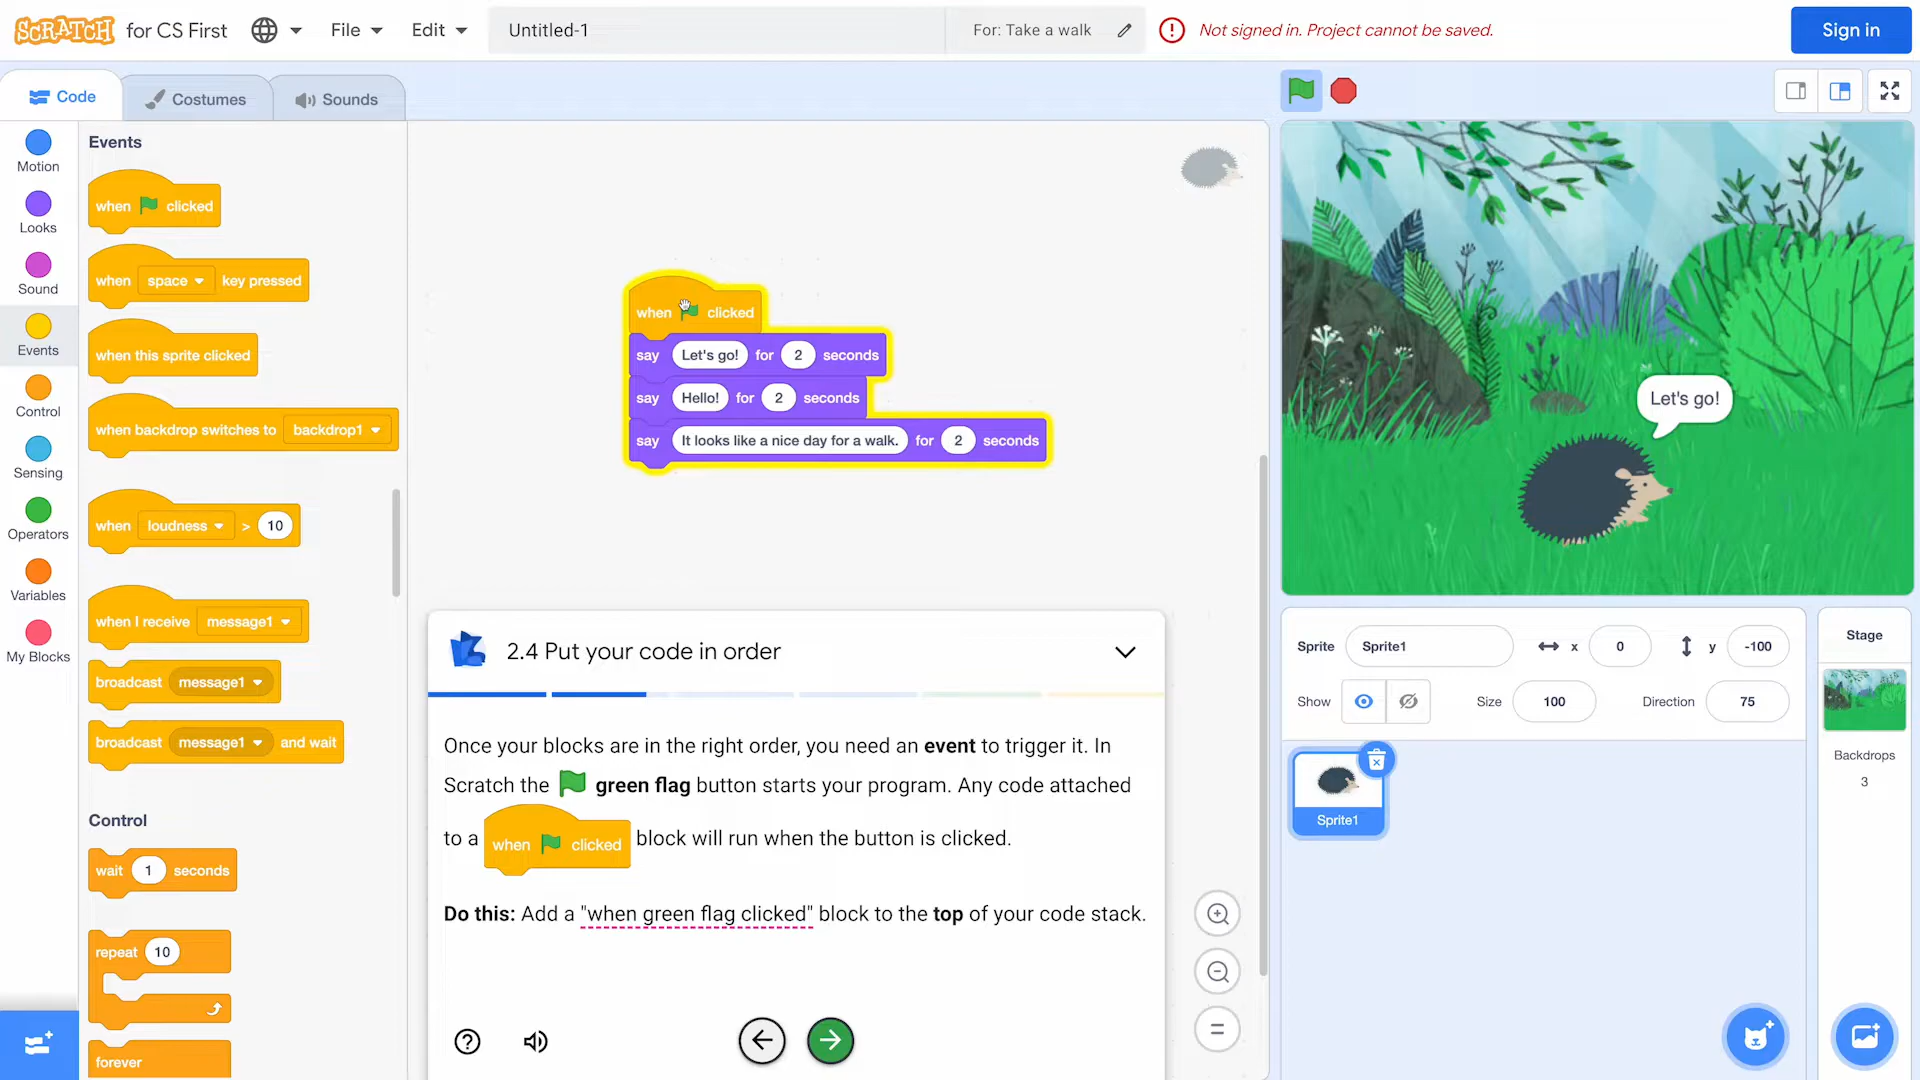 SCRATCH for CS First File Edit Untitled-1 For: Take a walk Not signed in. Project cannot be saved. Sign in
Code Costumes Sounds
Motion
Looks
Sound
Events
Control
Sensing
Operators
Variables
My Blocks
Events
when clicked
when space key pressed
when this sprite clicked
when backdrop switches to backdrop1
when loudness > 10
when I receive message1
broadcast message1
broadcast message1 and wait
Control
wait 1 seconds
repeat 10
forever
when clicked
say Let's go! for 2 seconds
say Hello! for 2 seconds
say It looks like a nice day for a walk. for 2 seconds
2.4 Put your code in order
Once your blocks are in the right order, you need an event to trigger it. In
Scratch the green flag button starts your program. Any code attached
to a when clicked block will run when the button is clicked.
Do this: Add a "when green flag clicked" block to the top of your code stack.
Let's go!
Sprite Sprite1 x 0 y -100
Show Size 100 Direction 75
Sprite1
Stage
Backdrops
3